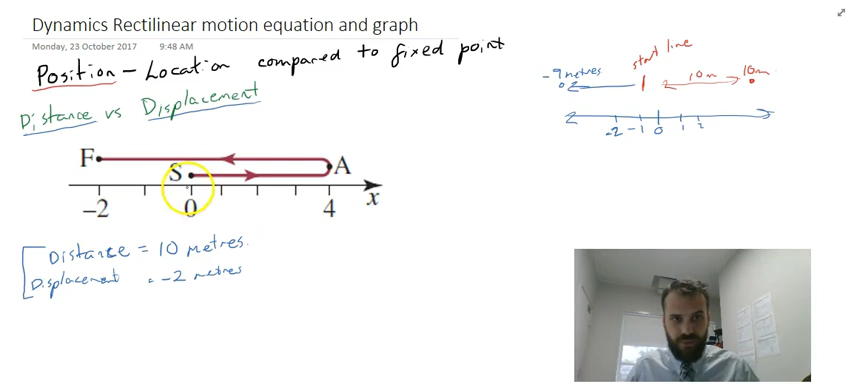 Dynamics Rectilinear motion equation and graph
Monday, 23 October 2017 9:48 AM
Position - Location compared to fixed point
Distance vs Displacement
F
S
A
-2 0 4 x
Distance = 10 metres.
Displacement = -2 metres
start line
-9 metres 10m 10m
-2 -1 0 1 2